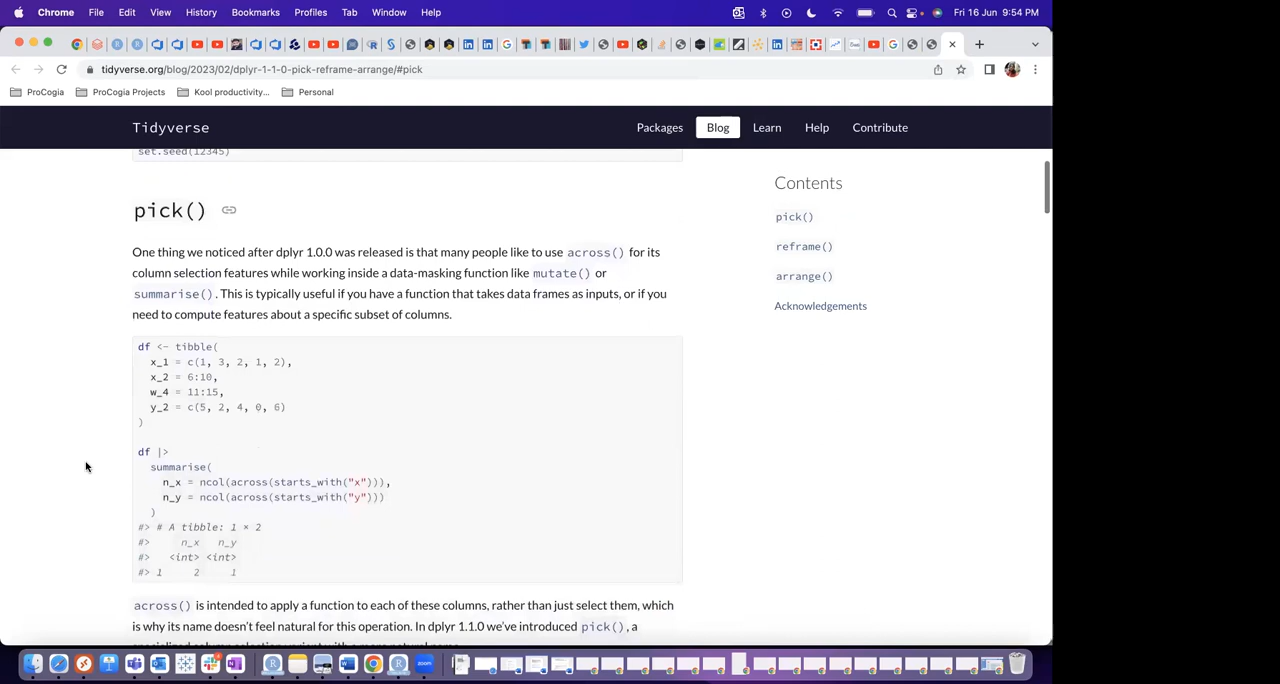 Chrome File Edit View History Bookmarks Profiles Tab Window Help Fri 16 Jun 9:54 PM
tidyverse.org/blog/2023/02/dplyr-1-1-0-pick-reframe-arrange/#pick
ProCogia ProCogia Projects Kool productivity... Personal
Tidyverse Packages Blog Learn Help Contribute
set.seed(12345)
pick()
One thing we noticed after dplyr 1.0.0 was released is that many people like to use across() for its
column selection features while working inside a data-masking function like mutate() or
summarise(). This is typically useful if you have a function that takes data frames as inputs, or if you
need to compute features about a specific subset of columns.
df <- tibble(
x_1 = c(1, 3, 2, 1, 2),
x_2 = 6:10,
w_4 = 11:15,
y_2 = c(5, 2, 4, 0, 6)
)
df |>
summarise(
n_x = ncol(across(starts_with("x"))),
n_y = ncol(across(starts_with("y")))
)
#> # A tibble: 1 × 2
#> n_x n_y
#> <int> <int>
#> 1 2 1
across() is intended to apply a function to each of these columns, rather than just select them, which
is why its name doesn't feel natural for this operation. In dplyr 1.1.0 we've introduced pick(), a
Contents
pick()
reframe()
arrange()
Acknowledgements